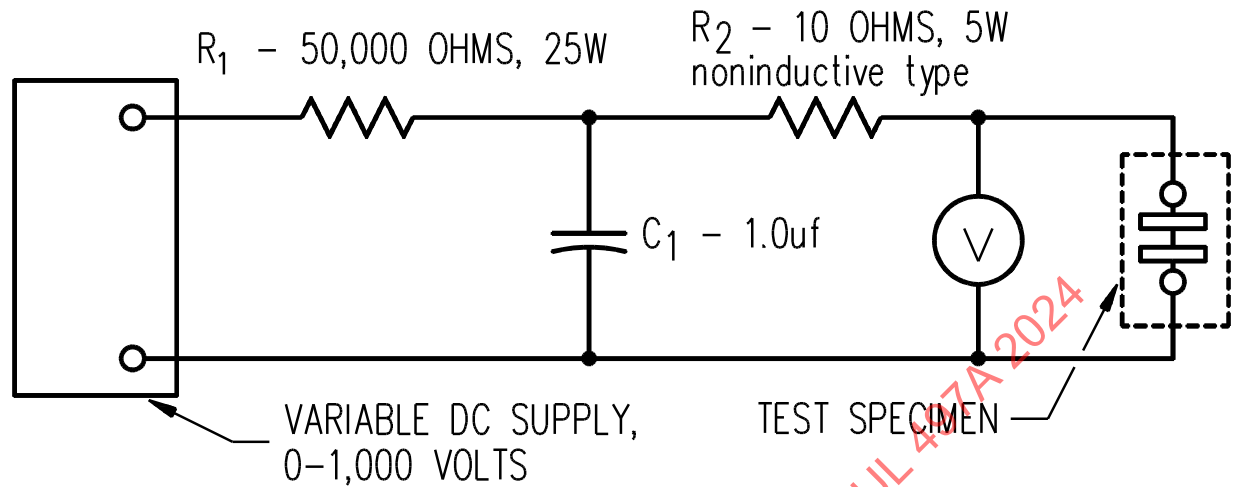 R1 – 50,000 OHMS, 25W
R2 – 10 OHMS, 5W
noninductive type
C1 – 1.0uf
V
VARIABLE DC SUPPLY,
0–1,000 VOLTS
TEST SPECIMEN
UL 497A 2024